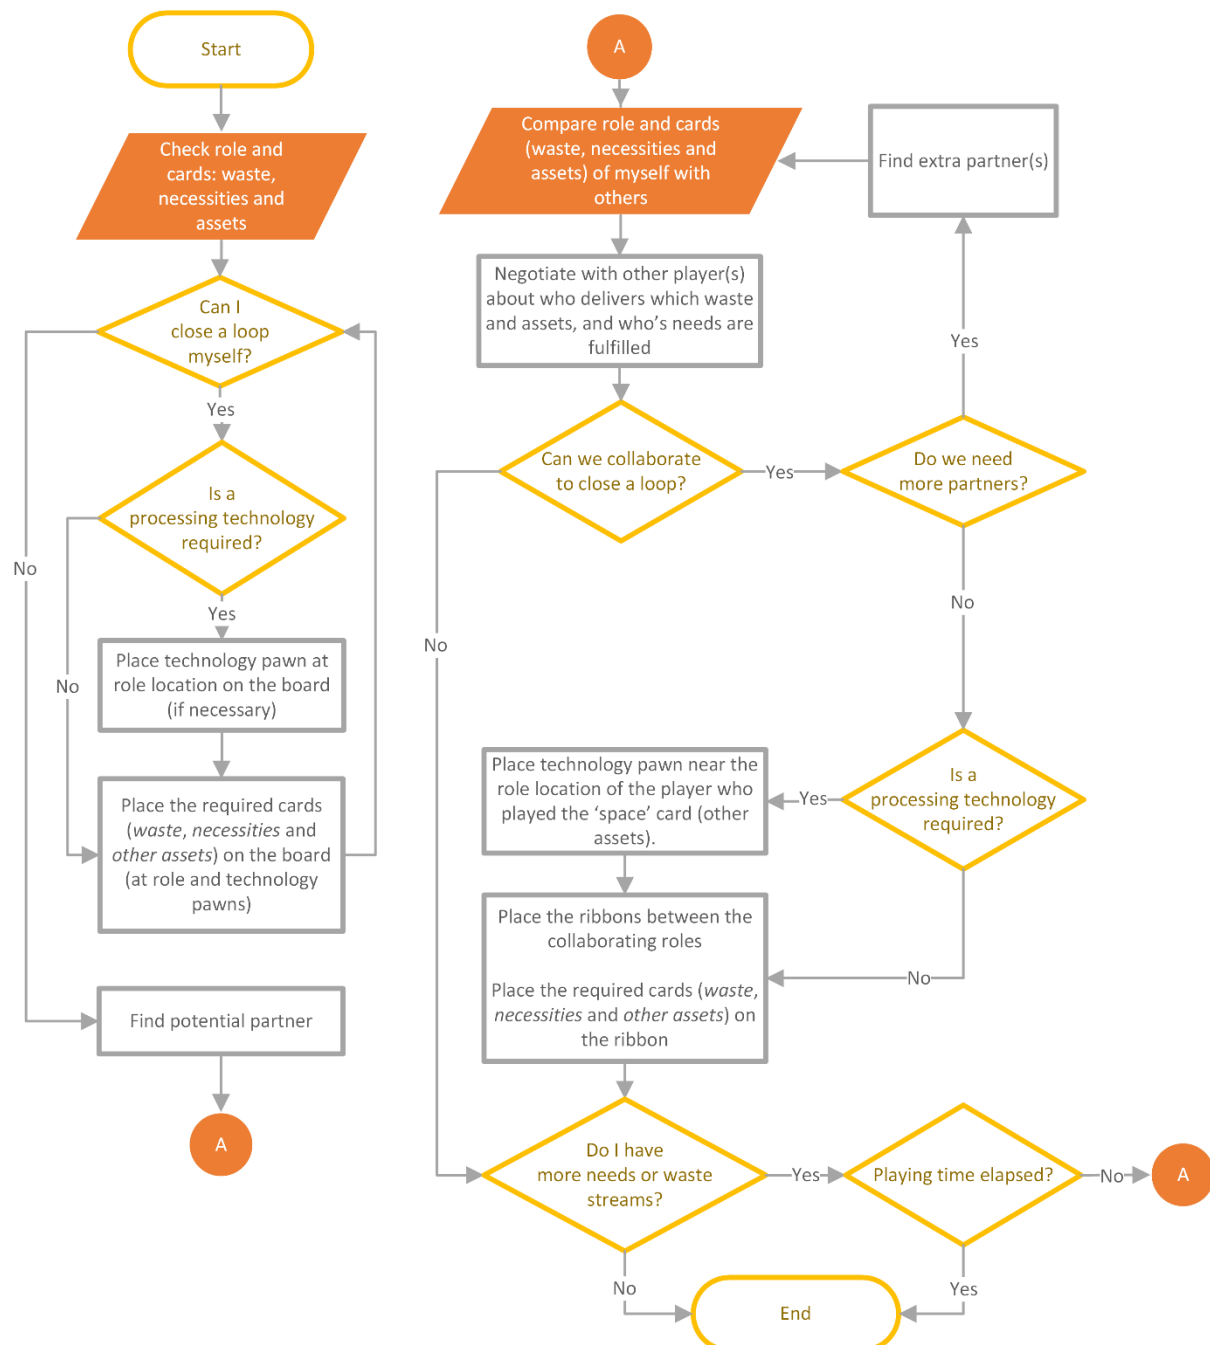 Start
Check role and
cards: waste,
necessities and
assets
Can I
close a loop
myself?
Yes
Is a
processing technology
required?
No
Yes
Place technology pawn at
role location on the board
(if necessary)
No
Place the required cards
(waste, necessities and
other assets) on the board
(at role and technology
pawns)
Find potential partner
A
A
Compare role and cards
(waste, necessities and
assets) of myself with
others
Find extra partner(s)
Negotiate with other player(s)
about who delivers which waste
and assets, and who’s needs are
fulfilled
Yes
Can we collaborate
to close a loop?
Yes
Do we need
more partners?
No
No
Place technology pawn near the
role location of the player who
played the ‘space’ card (other
assets).
Yes
Is a
processing technology
required?
Place the ribbons between the
collaborating roles
Place the required cards (waste,
necessities and other assets) on
the ribbon
No
Do I have
more needs or waste
streams?
Yes
Playing time elapsed?
No
A
No
Yes
End